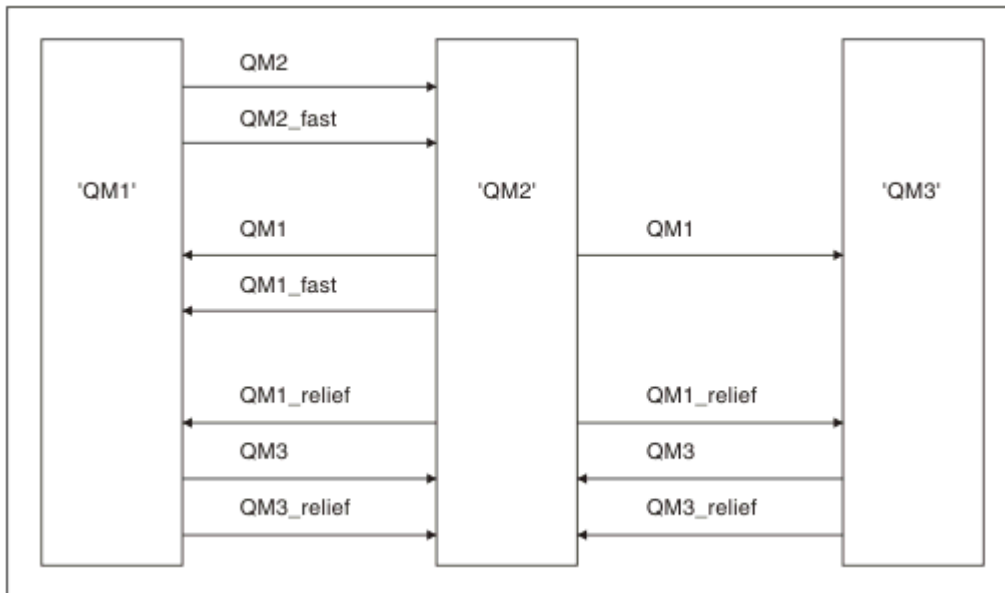 QM2
QM2_fast
'QM1' 'QM2' 'QM3'
QM1 QM1
QM1_fast
QM1_relief QM1_relief
QM3 QM3
QM3_relief QM3_relief